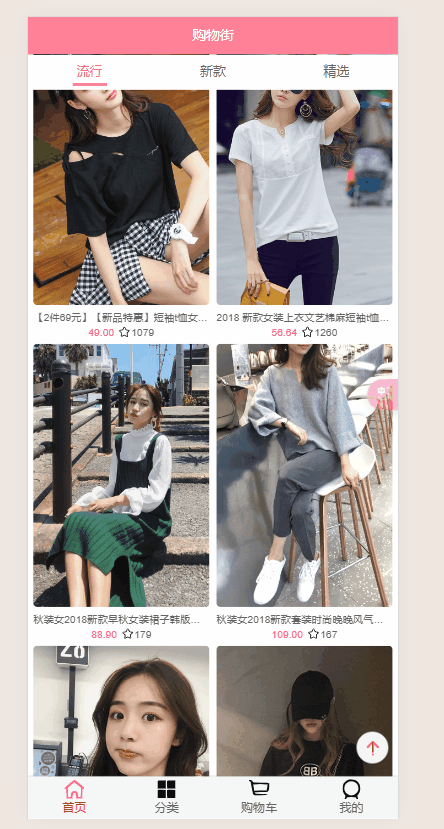 购物街
流行 新款 精选
【2件69元】【新品特惠】短袖t恤女...
2018 新款女装上衣文艺棉麻短袖t恤...
49.00 1079
56.64 1260
秋装女2018新款早秋女装裙子韩版...
秋装女2018新款套装时尚晚晚风气...
88.90 179
109.00 167
28
BB
首页 分类 购物车 我的